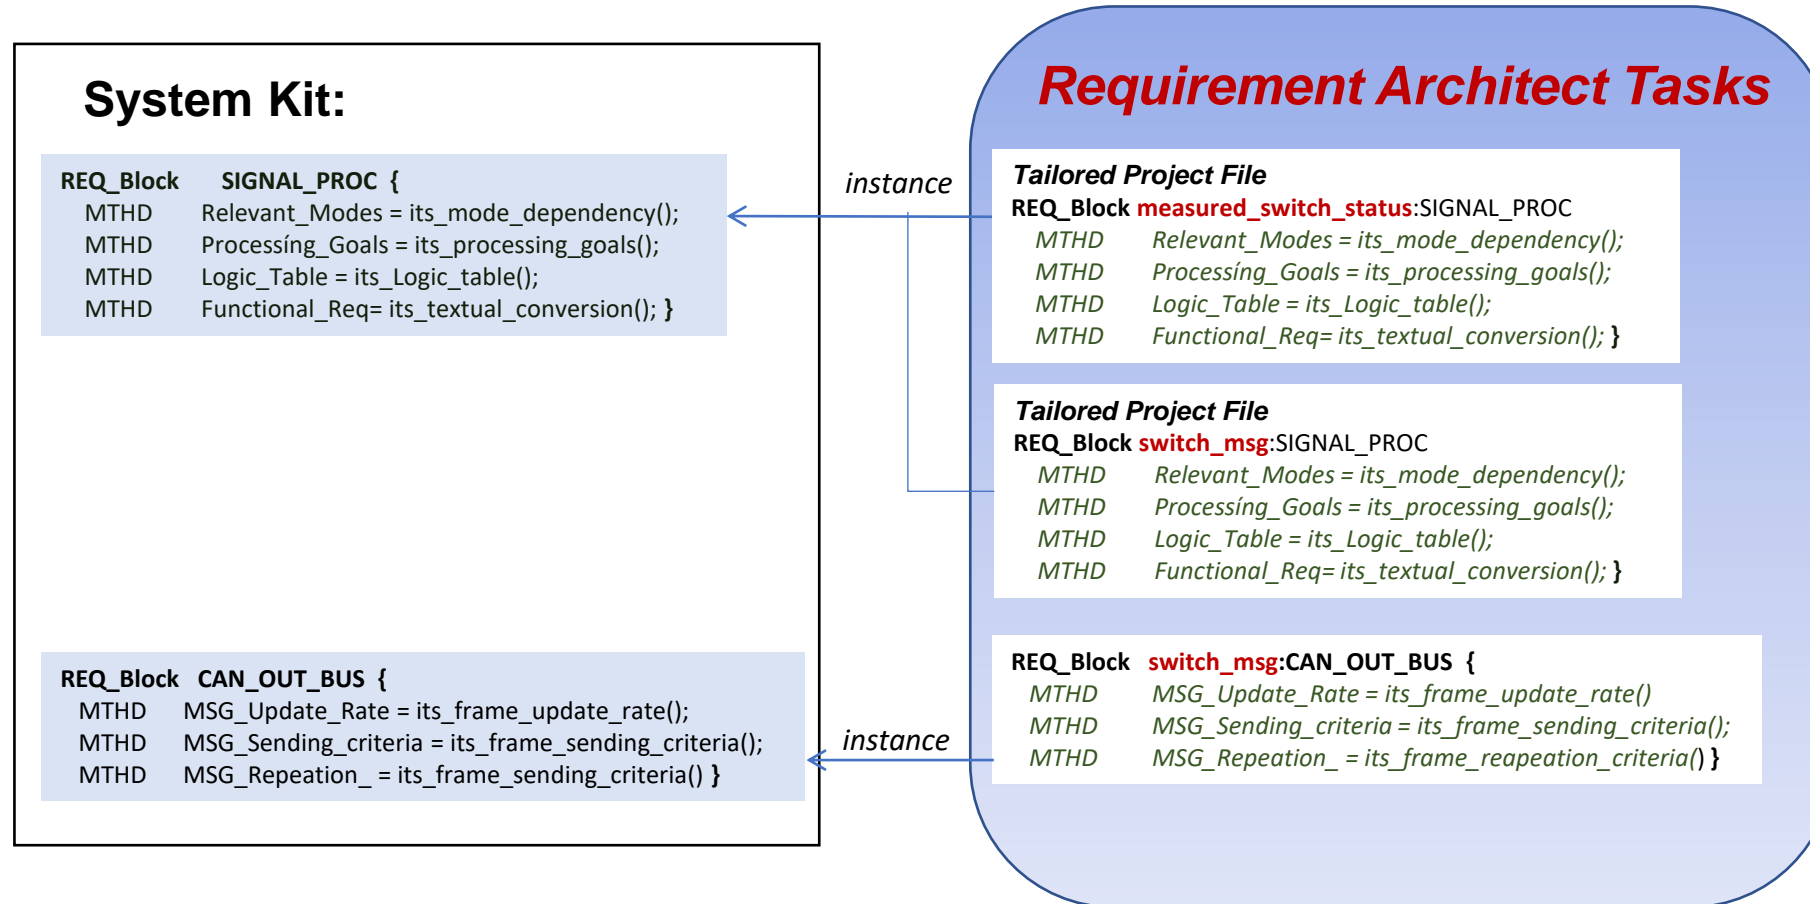 System Kit:
REQ_Block SIGNAL_PROC {
MTHD Relevant_Modes = its_mode_dependency();
MTHD Processíng_Goals = its_processing_goals();
MTHD Logic_Table = its_Logic_table();
MTHD Functional_Req= its_textual_conversion(); }
REQ_Block CAN_OUT_BUS {
MTHD MSG_Update_Rate = its_frame_update_rate();
MTHD MSG_Sending_criteria = its_frame_sending_criteria();
MTHD MSG_Repeation_ = its_frame_sending_criteria() }
instance
instance
Requirement Architect Tasks
Tailored Project File
REQ_Block measured_switch_status:SIGNAL_PROC
MTHD Relevant_Modes = its_mode_dependency();
MTHD Processíng_Goals = its_processing_goals();
MTHD Logic_Table = its_Logic_table();
MTHD Functional_Req= its_textual_conversion(); }
Tailored Project File
REQ_Block switch_msg:SIGNAL_PROC
MTHD Relevant_Modes = its_mode_dependency();
MTHD Processíng_Goals = its_processing_goals();
MTHD Logic_Table = its_Logic_table();
MTHD Functional_Req= its_textual_conversion(); }
REQ_Block switch_msg:CAN_OUT_BUS {
MTHD MSG_Update_Rate = its_frame_update_rate()
MTHD MSG_Sending_criteria = its_frame_sending_criteria();
MTHD MSG_Repeation_ = its_frame_reapeation_criteria() }